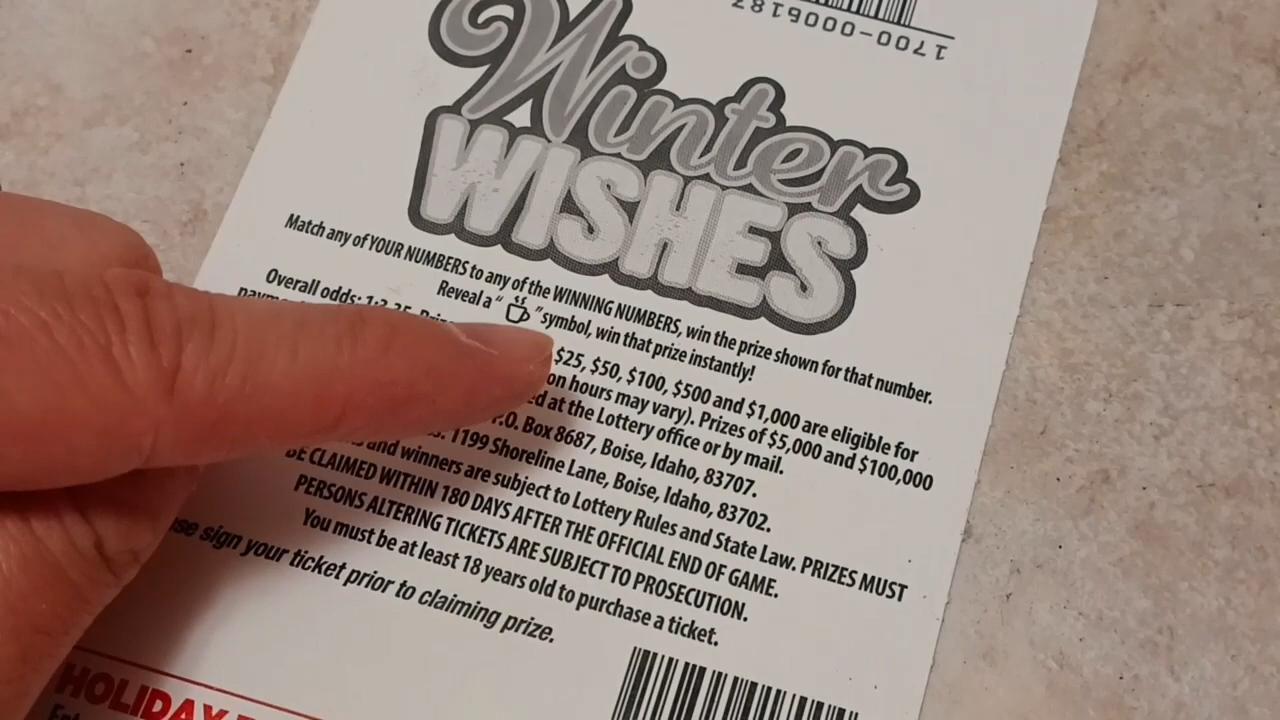 1700-0006187
Winter
WISHES
Match any of YOUR NUMBERS to any of the WINNING NUMBERS, win the prize shown for that number.
Reveal a " " symbol, win that prize instantly!
Overall odds:
$25, $50, $100, $500 and $1,000 are eligible for
on hours may vary). Prizes of $5,000 and $100,000
at the Lottery office or by mail.
P.O. Box 8687, Boise, Idaho, 83707.
1199 Shoreline Lane, Boise, Idaho, 83702.
and winners are subject to Lottery Rules and State Law. PRIZES MUST
BE CLAIMED WITHIN 180 DAYS AFTER THE OFFICIAL END OF GAME.
PERSONS ALTERING TICKETS ARE SUBJECT TO PROSECUTION.
You must be at least 18 years old to purchase a ticket.
sign your ticket prior to claiming prize.
HOLIDAY